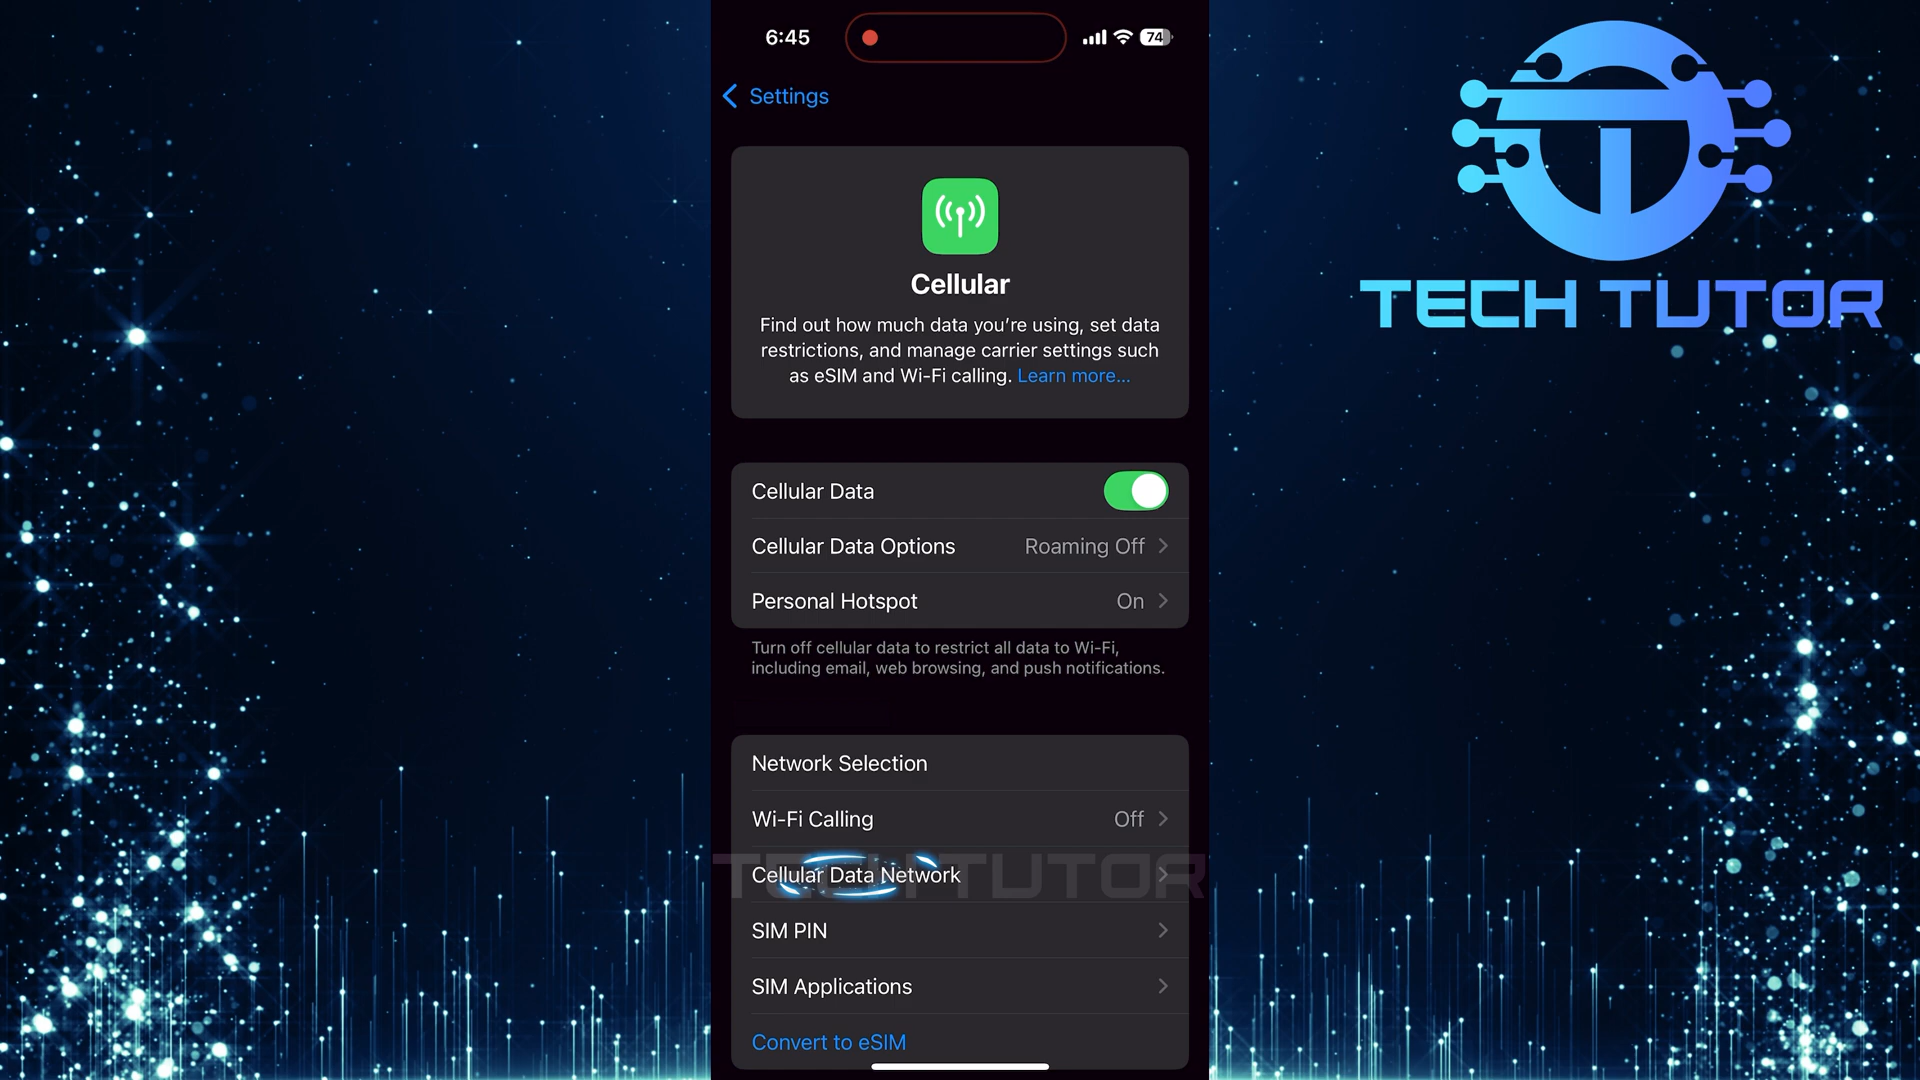 6:45
74
Settings
TECH TUTOR
Cellular
Find out how much data you're using, set data
restrictions, and manage carrier settings such
as eSIM and Wi-Fi calling. Learn more...
Cellular Data
Cellular Data Options Roaming Off
Personal Hotspot On
Turn off cellular data to restrict all data to Wi-Fi,
including email, web browsing, and push notifications.
Network Selection
Wi-Fi Calling Off
TECH TUTOR
Cellular Data Network
SIM PIN
SIM Applications
Convert to eSIM